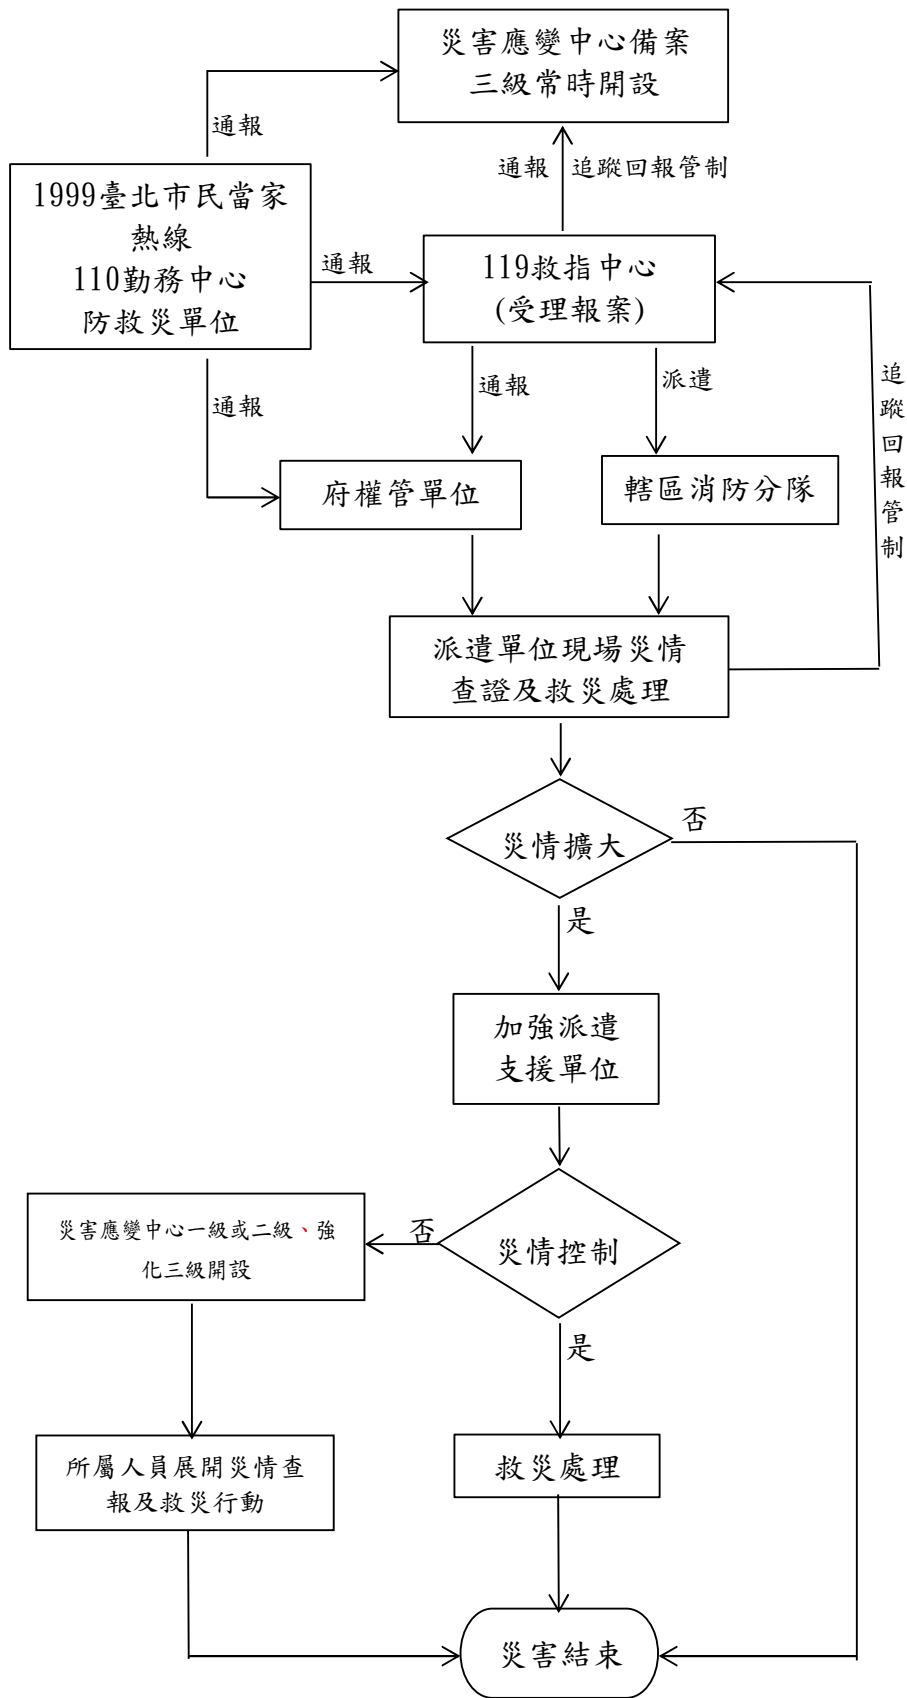 災害應變中心備案
三級常時開設
通報
通報
追蹤回報管制
1999臺北市民當家
熱線
110勤務中心
防救災單位
通報
119救指中心
(受理報案)
通報
通報
派遣
追
蹤
回
報
管
制
府權管單位
轄區消防分隊
派遣單位現場災情
查證及救災處理
災情擴大
否
是
加強派遣
支援單位
災情控制
否
災害應變中心一級或二級、強
化三級開設
是
所屬人員展開災情查
報及救災行動
救災處理
災害結束